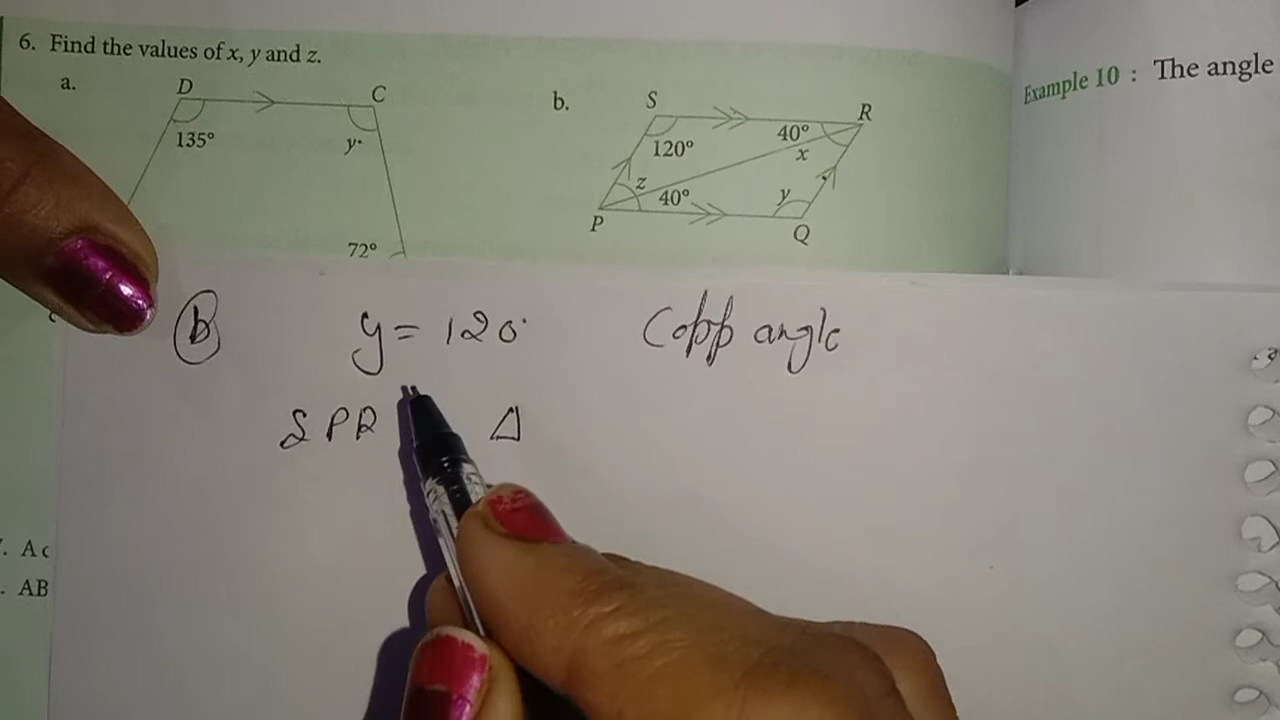 6. Find the values of x, y and z.
a.
D
C
135°
y°
72°
b.
S
R
120°
40°
x
z
40°
y
P
Q
Example 10 : The angle
b y = 120° (opp angle
SPR Δ
. Ac
. AB